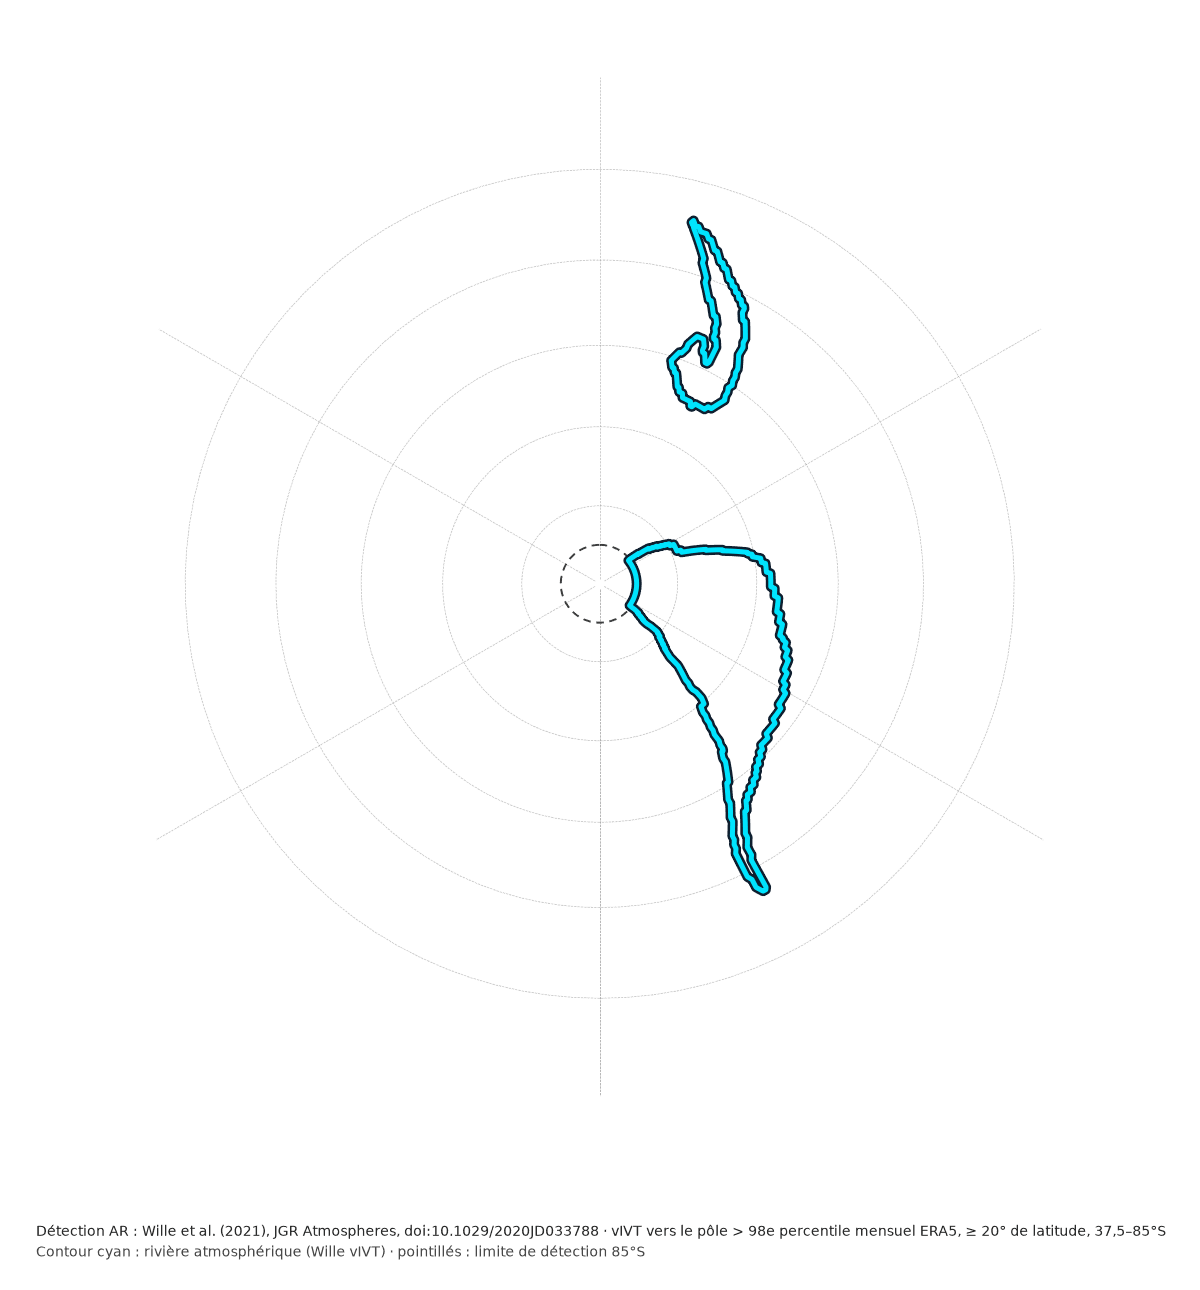 Détection AR : Wille et al. (2021), JGR Atmospheres, doi:10.1029/2020JD033788 · vIVT vers le pôle > 98e percentile mensuel ERA5, ≥ 20° de latitude, 37,5–85°S
Contour cyan : rivière atmosphérique (Wille vIVT) · pointillés : limite de détection 85°S